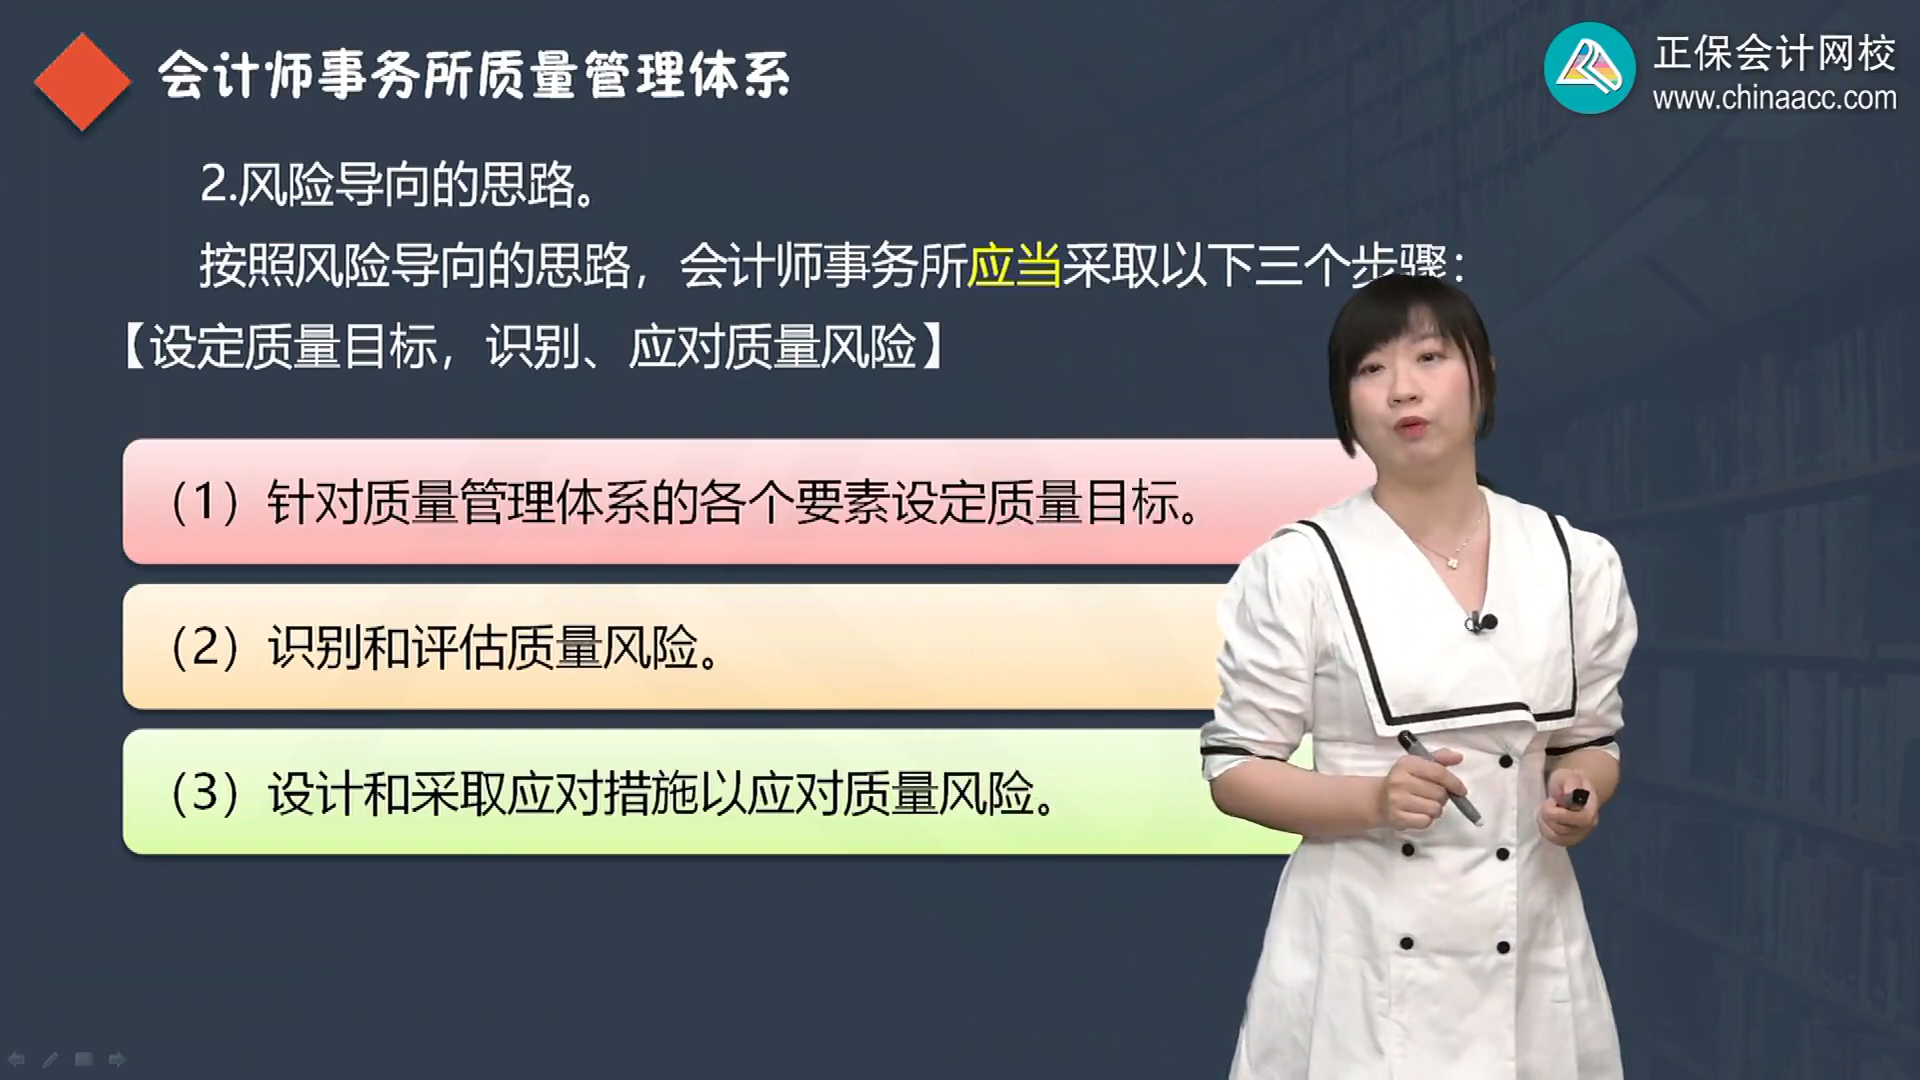 会计师事务所质量管理体系
正保会计网校
www.chinaacc.com
2.风险导向的思路。
按照风险导向的思路，会计师事务所应当采取以下三个步骤：
【设定质量目标，识别、应对质量风险】
（1）针对质量管理体系的各个要素设定质量目标。
（2）识别和评估质量风险。
（3）设计和采取应对措施以应对质量风险。